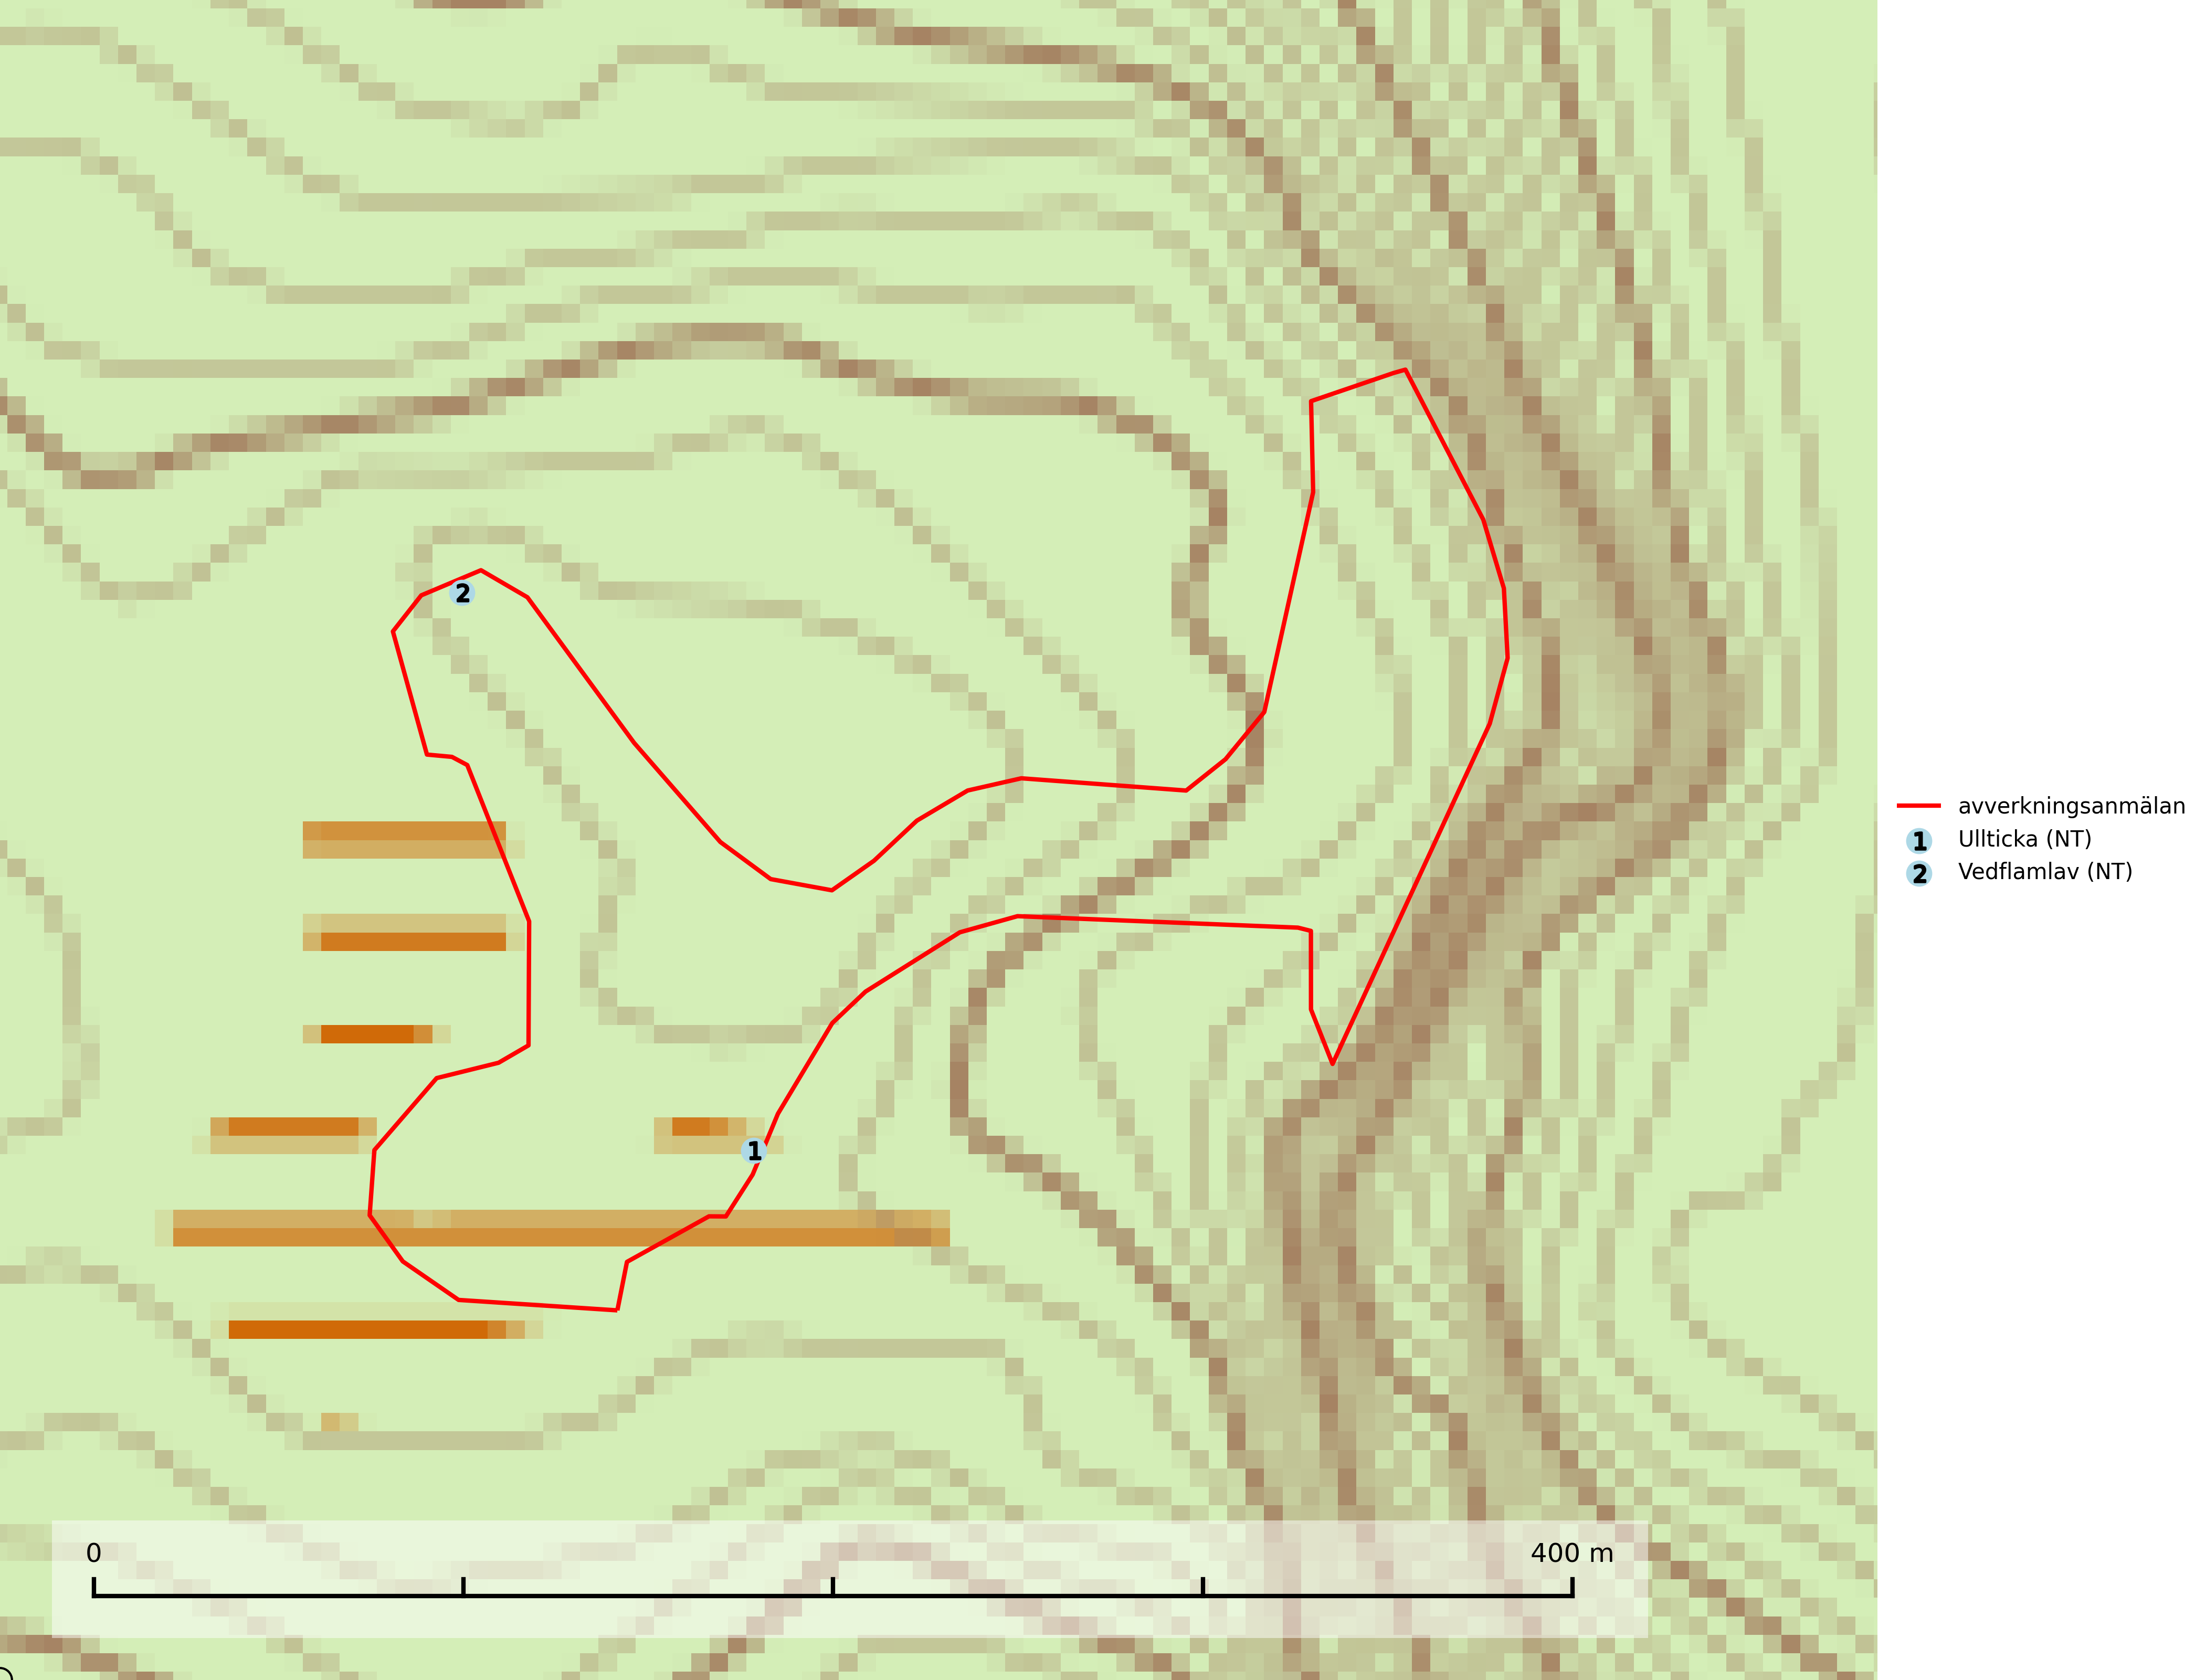 2
1
avverkningsanmälan
1 Ullticka (NT)
2 Vedflamlav (NT)
0 400 m